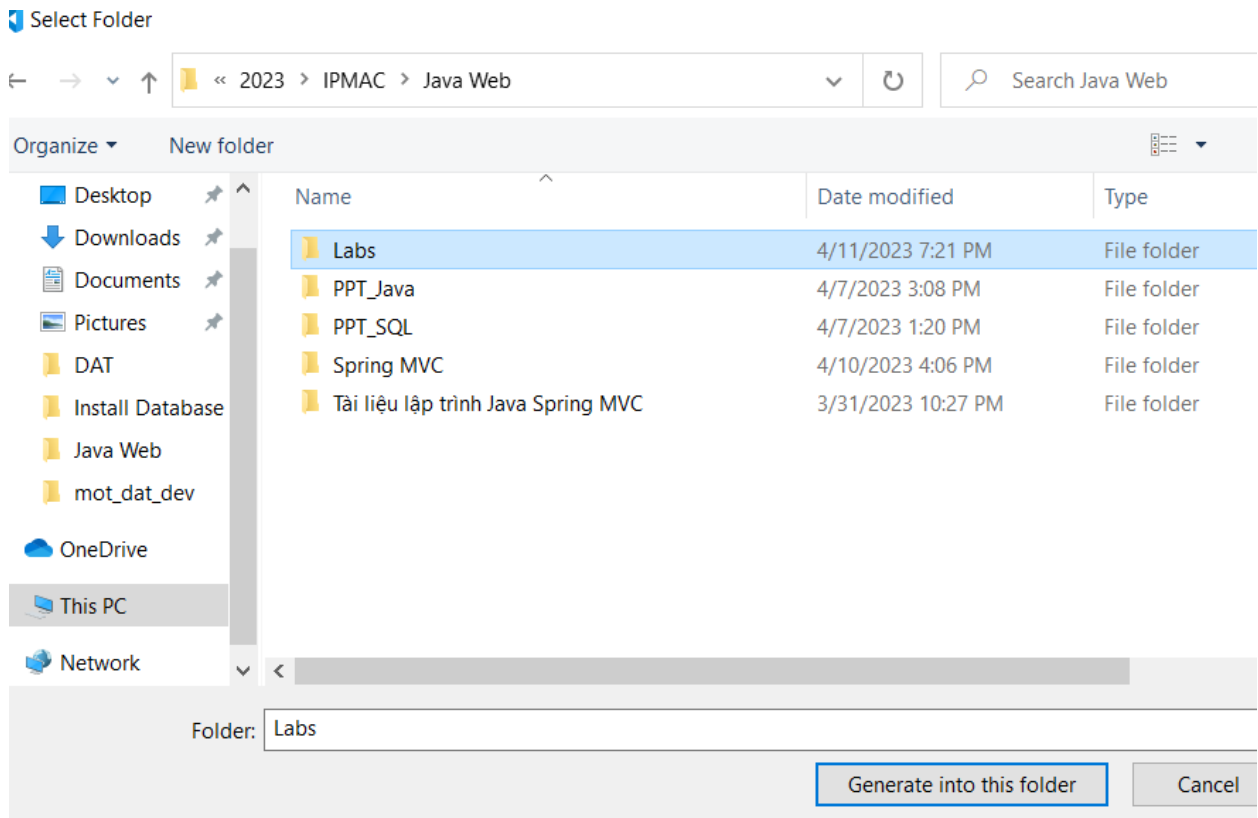 Select Folder
« 2023 > IPMAC > Java Web
Search Java Web
Organize
New folder
Desktop
Downloads
Documents
Pictures
DAT
Install Database
Java Web
mot_dat_dev
OneDrive
This PC
Network
Name Date modified Type
Labs 4/11/2023 7:21 PM File folder
PPT_Java 4/7/2023 3:08 PM File folder
PPT_SQL 4/7/2023 1:20 PM File folder
Spring MVC 4/10/2023 4:06 PM File folder
Tài liệu lập trình Java Spring MVC 3/31/2023 10:27 PM File folder
Folder: Labs
Generate into this folder
Cancel